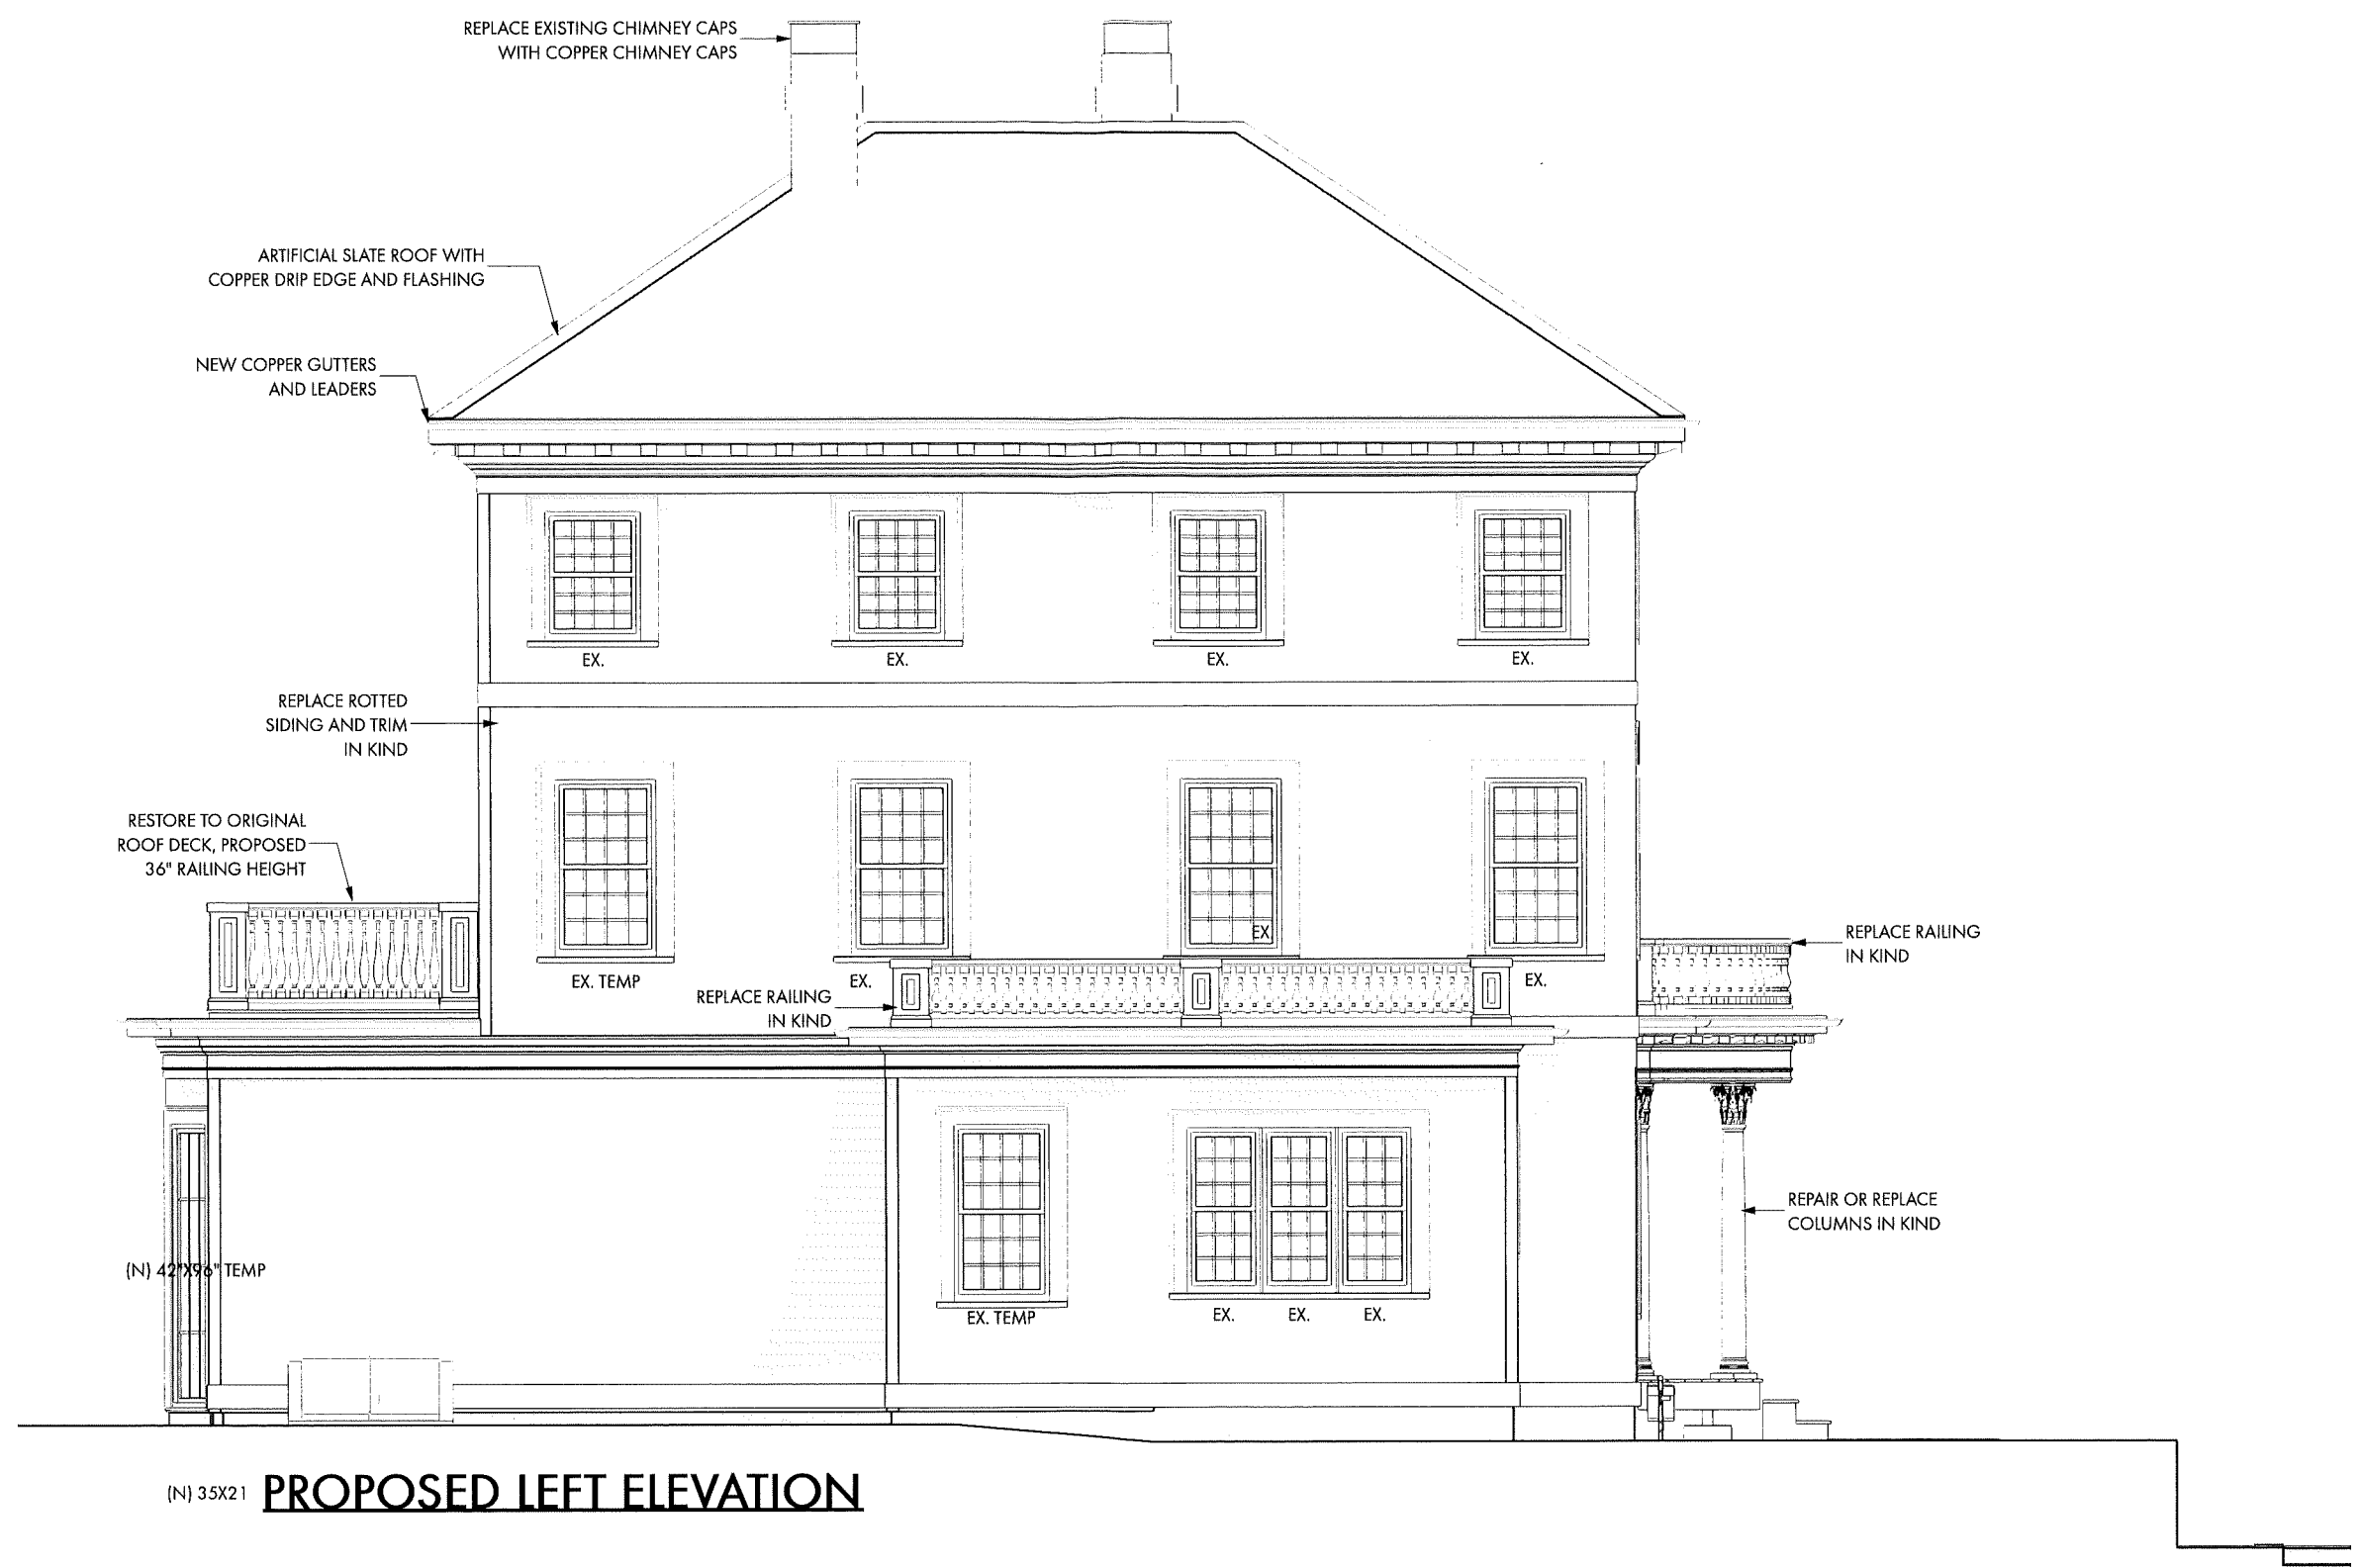 REPLACE EXISTING CHIMNEY CAPS
WITH COPPER CHIMNEY CAPS
ARTIFICIAL SLATE ROOF WITH
COPPER DRIP EDGE AND FLASHING
NEW COPPER GUTTERS
AND LEADERS
EX.
EX.
EX.
EX.
REPLACE ROTTED
SIDING AND TRIM
IN KIND
RESTORE TO ORIGINAL
ROOF DECK, PROPOSED
36" RAILING HEIGHT
EX. TEMP
EX.
EX
EX.
REPLACE RAILING
IN KIND
REPLACE RAILING
IN KIND
REPAIR OR REPLACE
COLUMNS IN KIND
(N) 42"X96" TEMP
EX. TEMP
EX.
EX.
EX.
(N) 35X21
PROPOSED LEFT ELEVATION